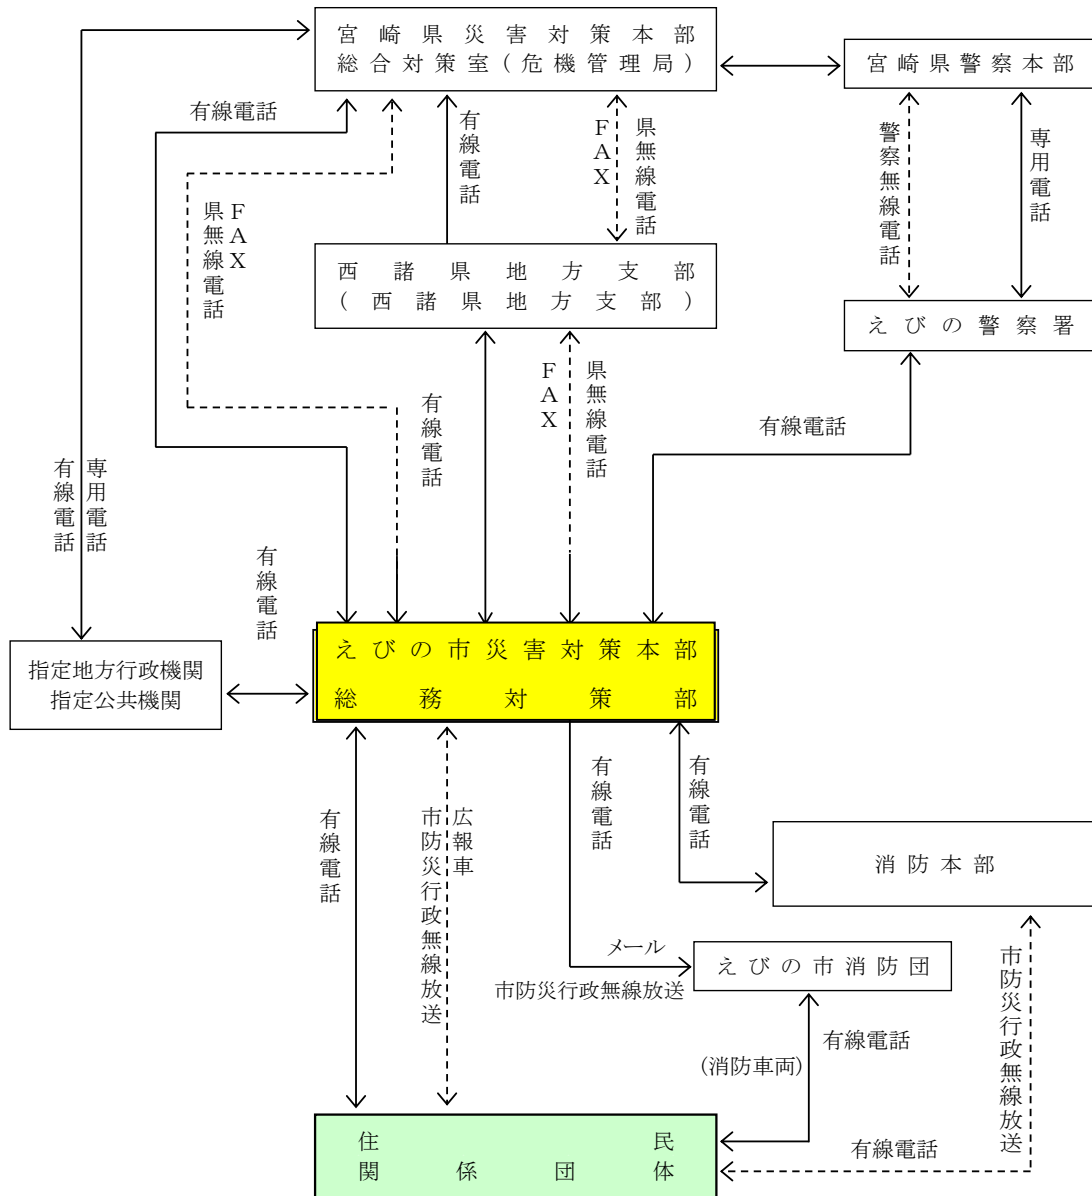 宮崎県災害対策本部
総合対策室(危機管理局)
宮崎県警察本部
有線電話
有線電話
FAX
県無線電話
警察無線電話
専用電話
県無線電話
FAX
西諸県地方支部
(西諸県地方支部)
えびの警察署
有線電話
FAX
県無線電話
有線電話
有線電話
専用電話
有線電話
えびの市災害対策本部
総務対策部
指定地方行政機関
指定公共機関
有線電話
市防災行政無線放送
広報車
有線電話
有線電話
消防本部
メール
市防災行政無線放送
えびの市消防団
市防災行政無線放送
有線電話
(消防車両)
住民
関係団体
有線電話